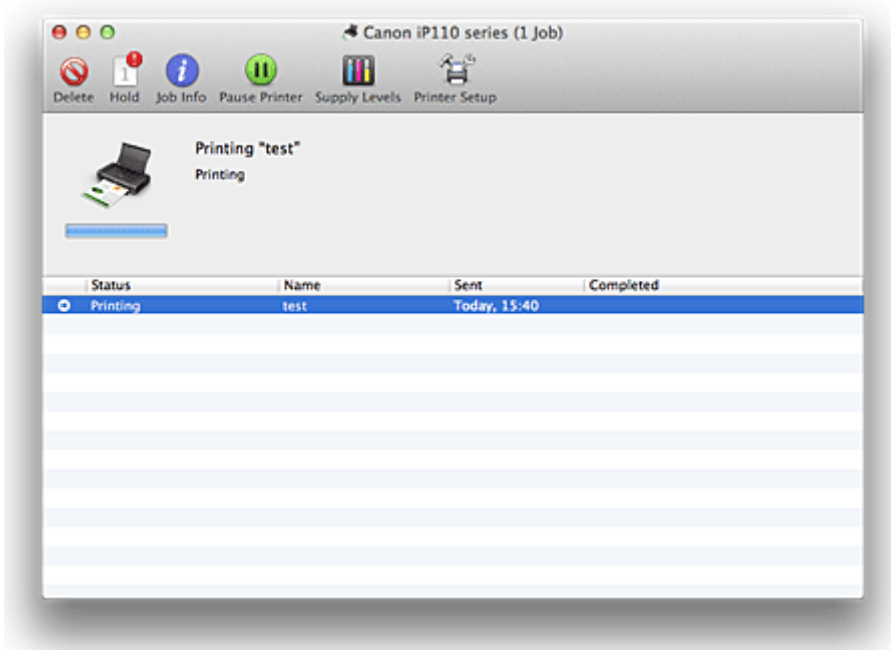 Canon iP110 series (1 Job)
1
Delete Hold Job Info Pause Printer Supply Levels Printer Setup
Printing "test"
Printing
Status Name Sent Completed
Printing test Today, 15:40